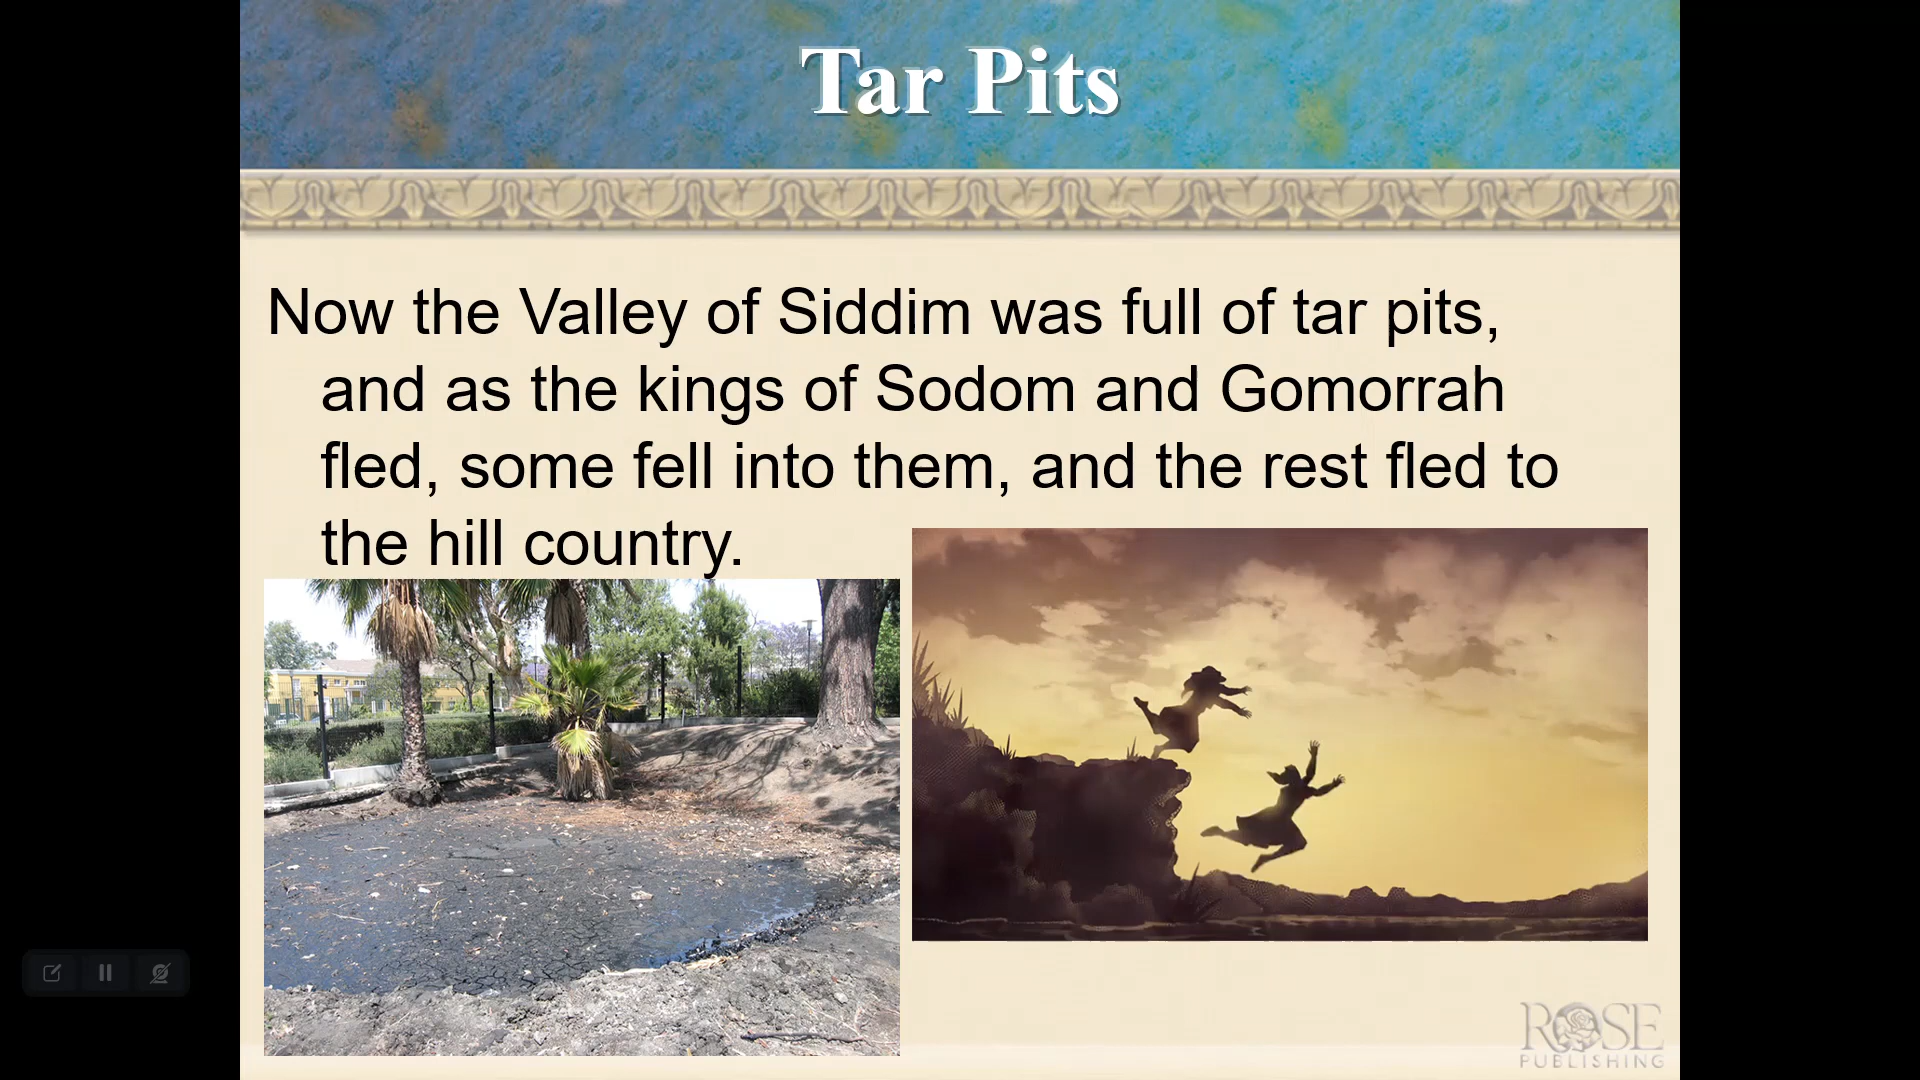 Tar Pits
Now the Valley of Siddim was full of tar pits,
and as the kings of Sodom and Gomorrah
fled, some fell into them, and the rest fled to
the hill country.
ROSE
PUBLISHING